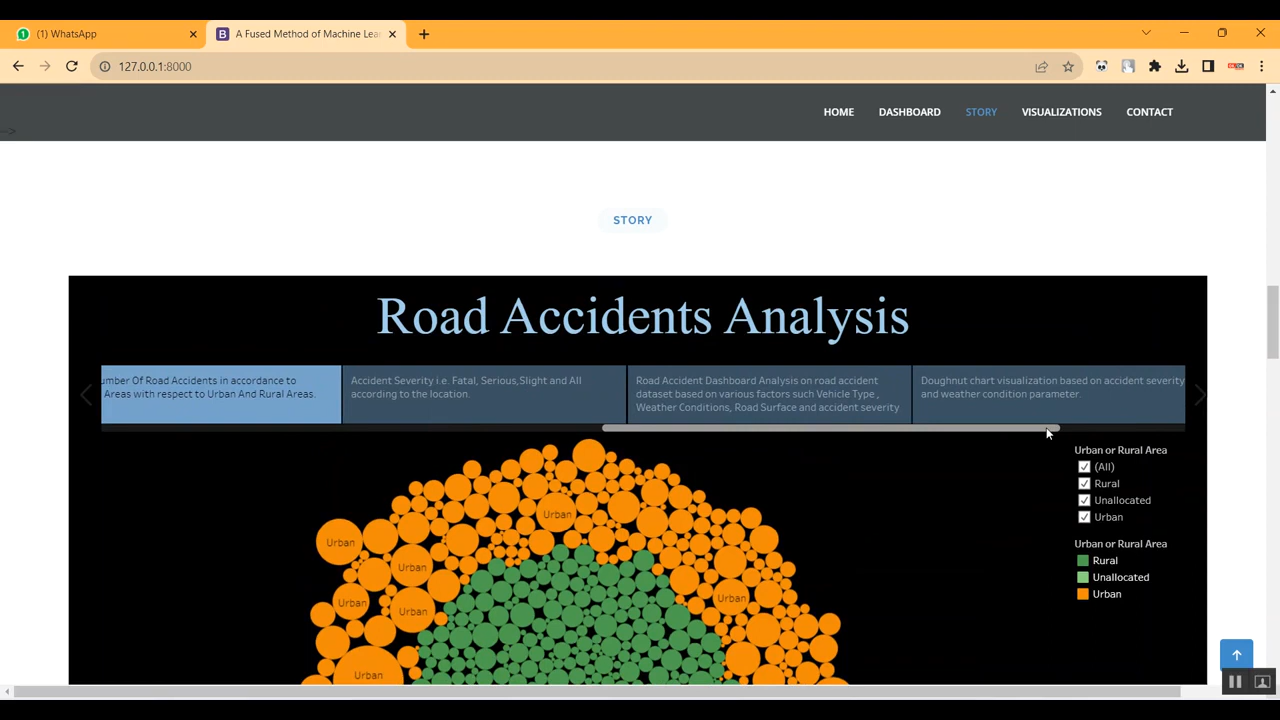 (1) WhatsApp
A Fused Method of Machine Lea
127.0.0.1:8000
HOME DASHBOARD STORY VISUALIZATIONS CONTACT
-->
STORY
Road Accidents Analysis
umber Of Road Accidents in accordance to
Areas with respect to Urban And Rural Areas.
Accident Severity i.e. Fatal, Serious,Slight and All
according to the location.
Road Accident Dashboard Analysis on road accident
dataset based on various factors such Vehicle Type ,
Weather Conditions, Road Surface and accident severity
Doughnut chart visualization based on accident severity
and weather condition parameter.
Urban or Rural Area
(All)
Rural
Unallocated
Urban
Urban or Rural Area
Rural
Unallocated
Urban
Urban
Urban
Urban
Urban
Urban
Urban
Urban